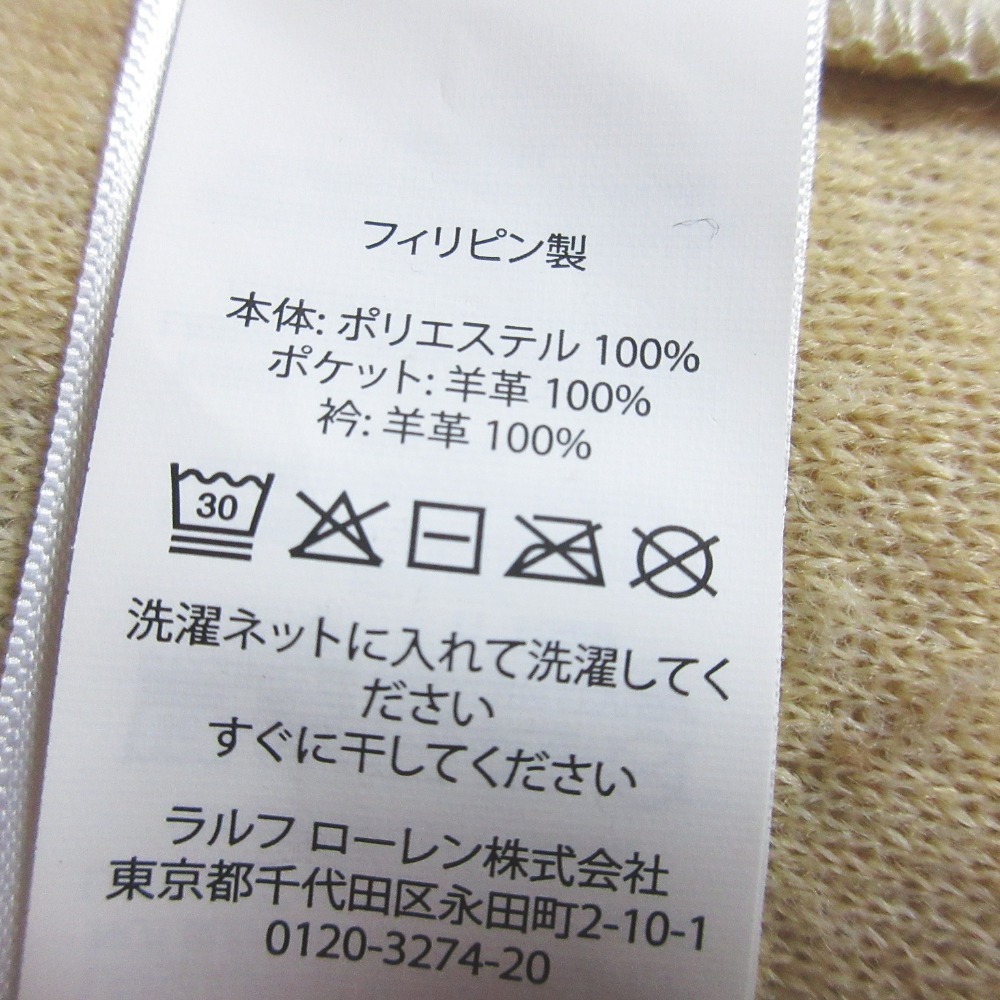 フィリピン製
本体: ポリエステル 100%
ポケット: 羊革 100%
衿: 羊革 100%
30
洗濯ネットに入れて洗濯してく
ださい
すぐに干してください
ラルフ ローレン株式会社
東京都千代田区永田町2-10-1
0120-3274-20